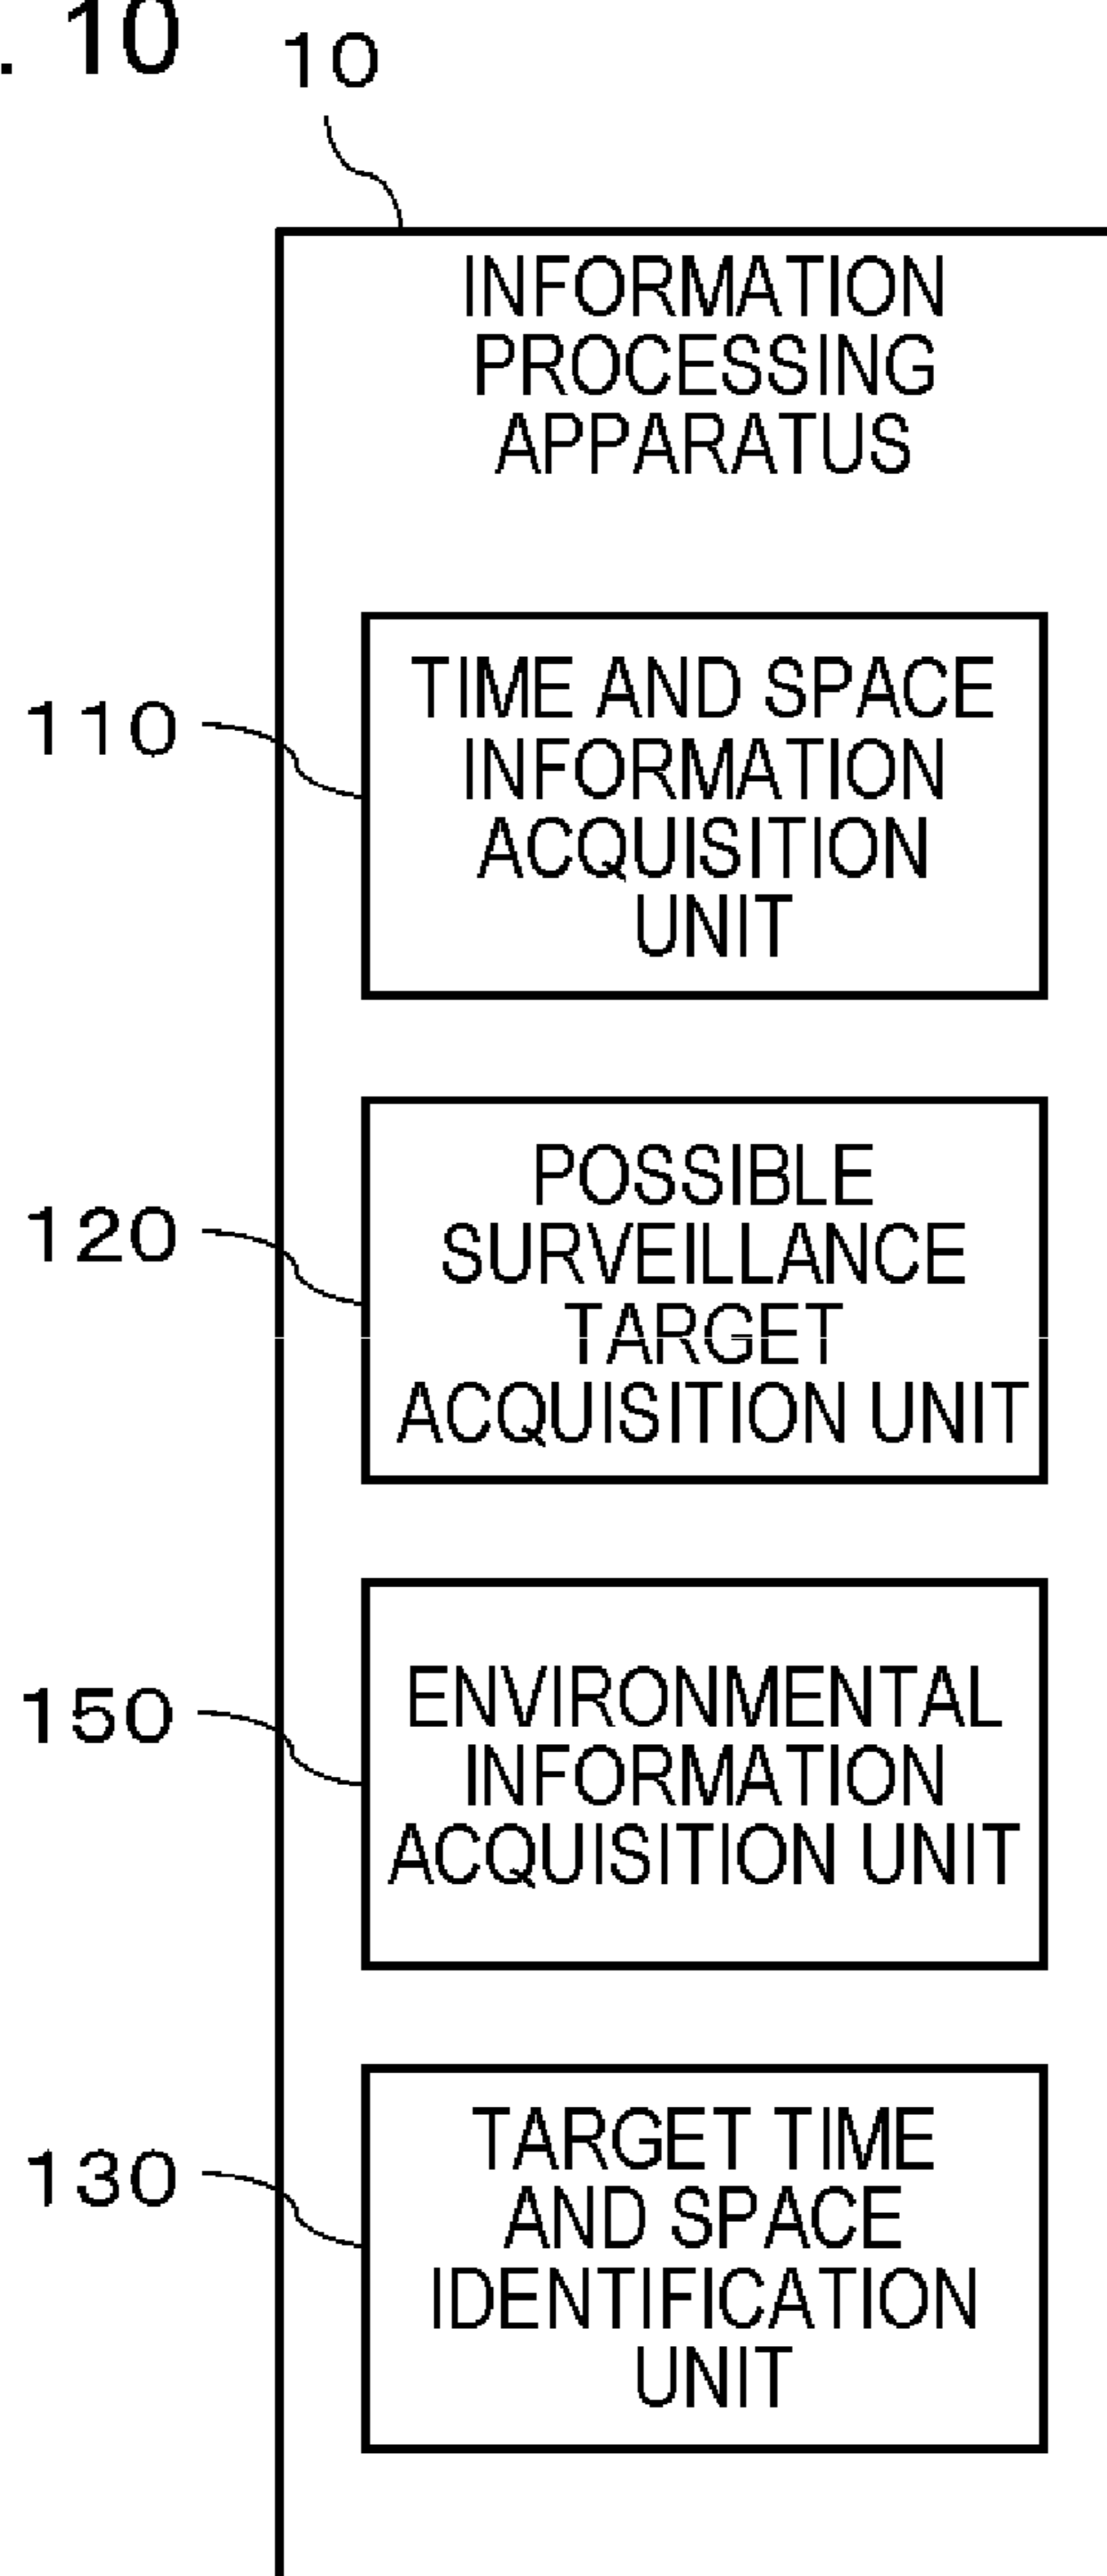 . 10
10
INFORMATION
PROCESSING
APPARATUS
110
TIME AND SPACE
INFORMATION
ACQUISITION
UNIT
120
POSSIBLE
SURVEILLANCE
TARGET
ACQUISITION UNIT
150
ENVIRONMENTAL
INFORMATION
ACQUISITION UNIT
130
TARGET TIME
AND SPACE
IDENTIFICATION
UNIT